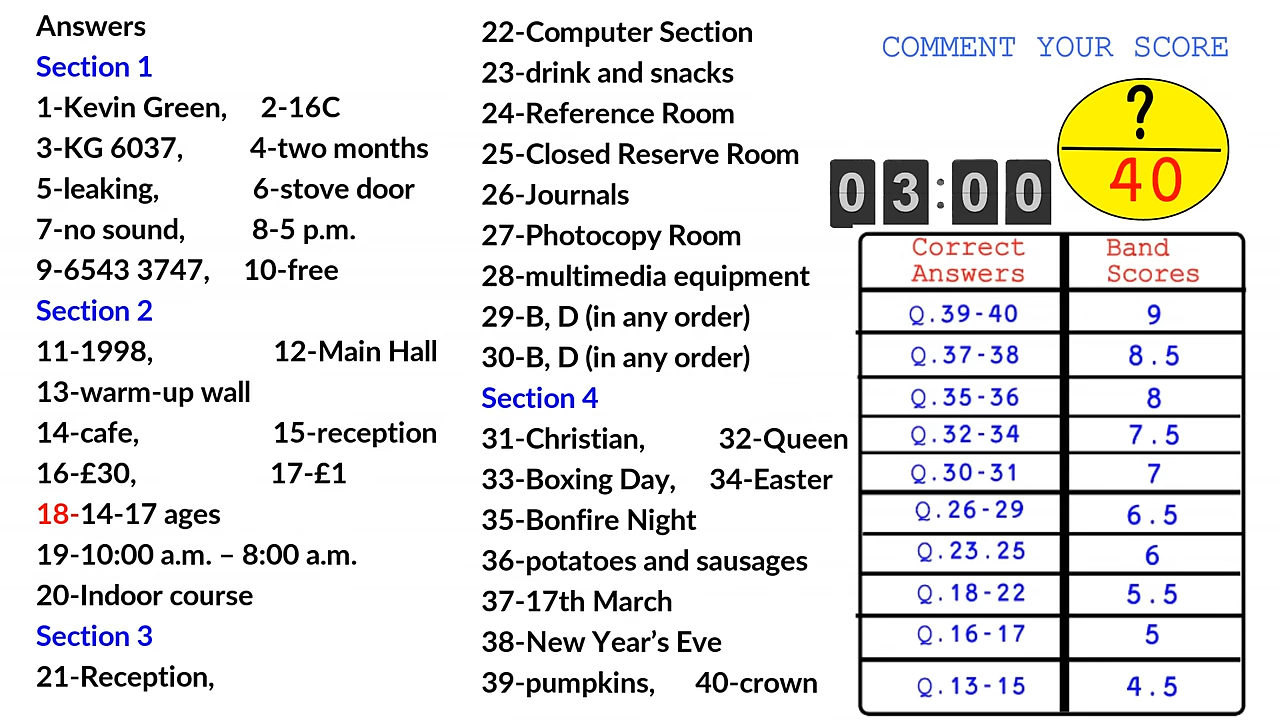 Answers
Section 1
1-Kevin Green, 2-16C
3-KG 6037, 4-two months
5-leaking, 6-stove door
7-no sound, 8-5 p.m.
9-6543 3747, 10-free
Section 2
11-1998, 12-Main Hall
13-warm-up wall
14-cafe, 15-reception
16-£30, 17-£1
18-14-17 ages
19-10:00 a.m. – 8:00 a.m.
20-Indoor course
Section 3
21-Reception,
22-Computer Section
23-drink and snacks
24-Reference Room
25-Closed Reserve Room
26-Journals
27-Photocopy Room
28-multimedia equipment
29-B, D (in any order)
30-B, D (in any order)
Section 4
31-Christian, 32-Queen
33-Boxing Day, 34-Easter
35-Bonfire Night
36-potatoes and sausages
37-17th March
38-New Year’s Eve
39-pumpkins, 40-crown
COMMENT YOUR SCORE
?
40
03:00
Correct Answers Band Scores
Q.39-40 9
Q.37-38 8.5
Q.35-36 8
Q.32-34 7.5
Q.30-31 7
Q.26-29 6.5
Q.23.25 6
Q.18-22 5.5
Q.16-17 5
Q.13-15 4.5